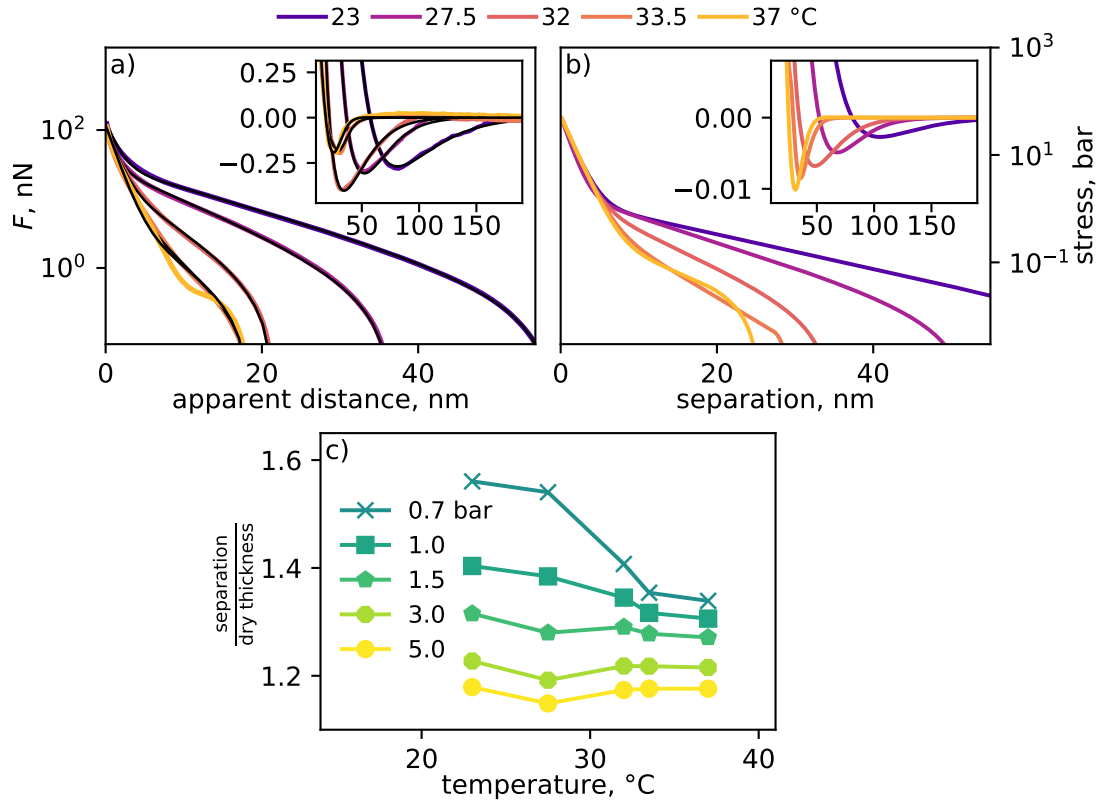 23 27.5 32 33.5 37 °C
a)
0.25
0.00
−0.25
50 100 150
10²
10⁰
F, nN
0 20 40
apparent distance, nm
b)
0.00
−0.01
50 100 150
10³
10¹
10⁻¹
stress, bar
0 20 40
separation, nm
c)
1.6
1.4
1.2
separation
dry thickness
0.7 bar
1.0
1.5
3.0
5.0
20 30 40
temperature, °C